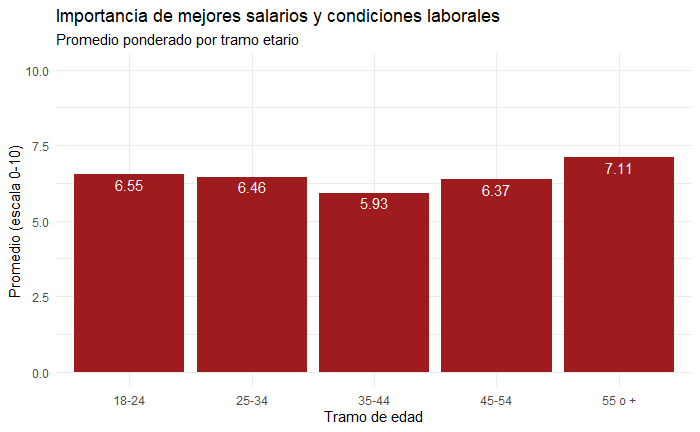 Importancia de mejores salarios y condiciones laborales
Promedio ponderado por tramo etario
Promedio (escala 0-10)
10.0
7.5
5.0
2.5
0.0
6.55
6.46
5.93
6.37
7.11
18-24
25-34
35-44
45-54
55 o +
Tramo de edad